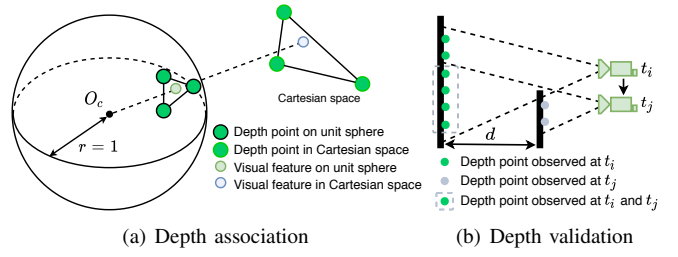 O_c
r = 1
Cartesian space
Depth point on unit sphere
Depth point in Cartesian space
Visual feature on unit sphere
Visual feature in Cartesian space
(a) Depth association
t_i
t_j
d
Depth point observed at t_i
Depth point observed at t_j
Depth point observed at t_i and t_j
(b) Depth validation